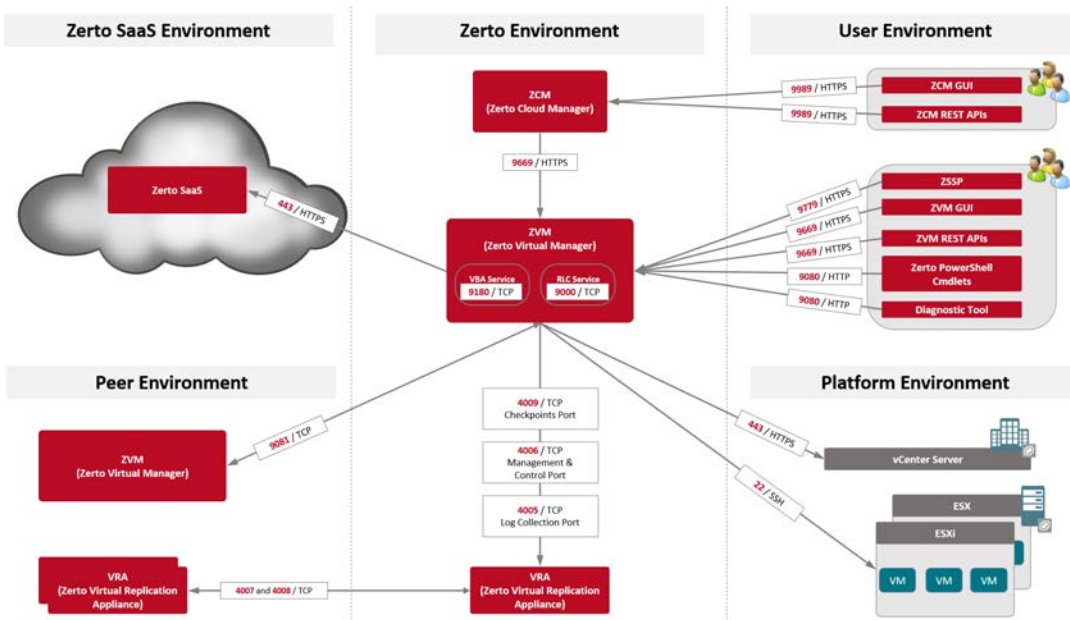 Zerto SaaS Environment
Zerto Environment
User Environment
ZCM
(Zerto Cloud Manager)
9989 / HTTPS
ZCM GUI
9989 / HTTPS
ZCM REST APIs
9669 / HTTPS
Zerto SaaS
443 / HTTPS
ZVM
(Zerto Virtual Manager)
VBA Service
9180 / TCP
RLC Service
9000 / TCP
9779 / HTTPS
ZSSP
9669 / HTTPS
ZVM GUI
9669 / HTTPS
ZVM REST APIs
9080 / HTTP
Zerto PowerShell
Cmdlets
9080 / HTTP
Diagnostic Tool
Peer Environment
Platform Environment
9081 / TCP
ZVM
(Zerto Virtual Manager)
4009 / TCP
Checkpoints Port
4006 / TCP
Management &
Control Port
4005 / TCP
Log Collection Port
443 / HTTPS
vCenter Server
22 / SSH
ESX
ESXi
VM
VM
VM
VRA
(Zerto Virtual Replication
Appliance)
4007 and 4008 / TCP
VRA
(Zerto Virtual Replication
Appliance)